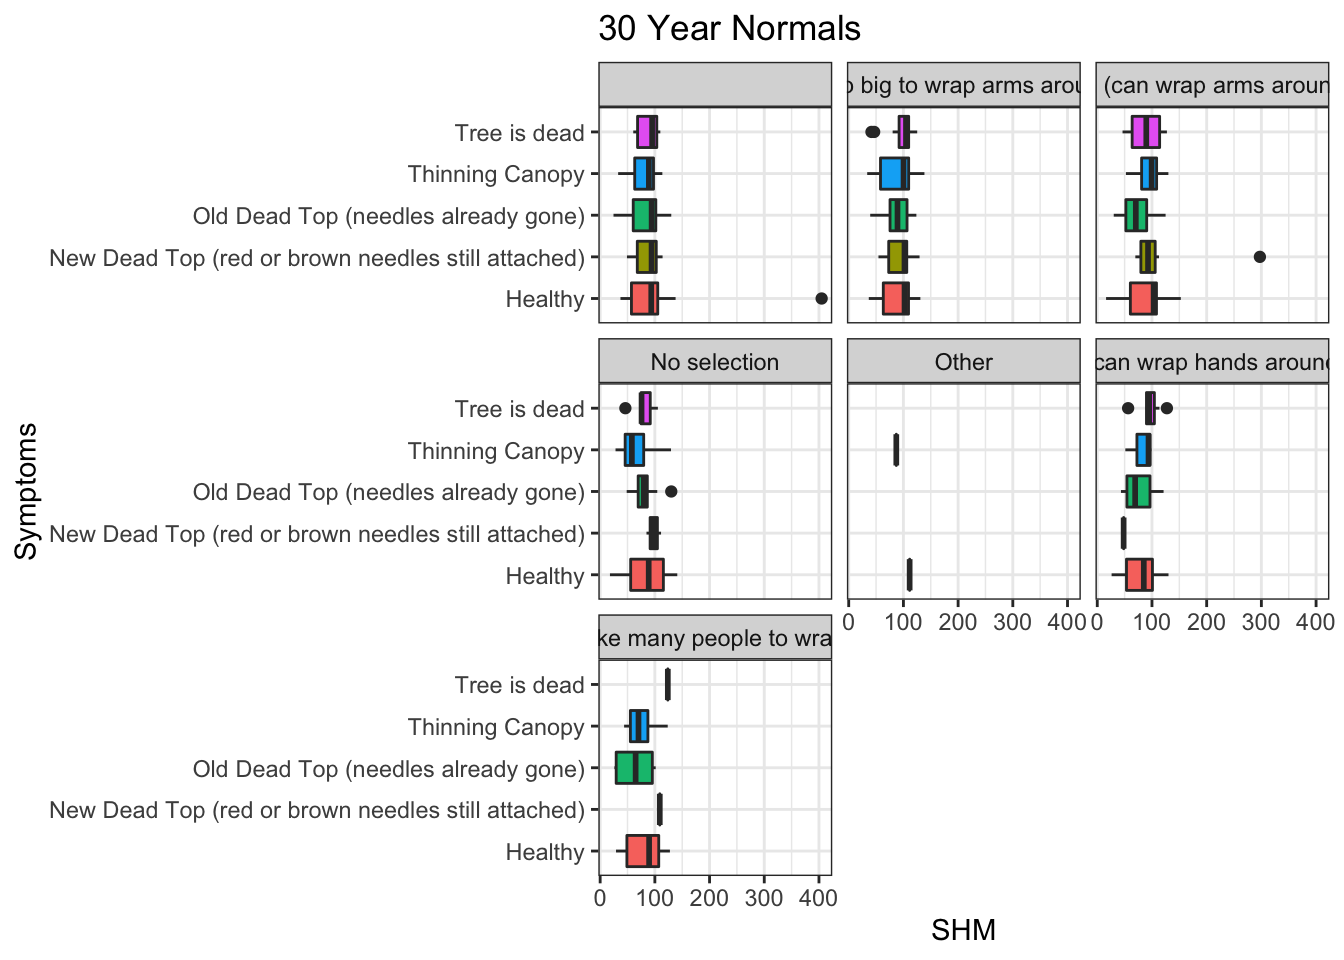 30 Year Normals
big to wrap arms
(can wrap arms
Tree is dead
Thinning Canopy
Old Dead Top (needles already gone)
New Dead Top (red or brown needles still attached)
Healthy
No selection
Other
can wrap hands
Tree is dead
Thinning Canopy
Old Dead Top (needles already gone)
New Dead Top (red or brown needles still attached)
Healthy
0 100 200 300 400
0 100 200 300 400
many people to
Tree is dead
Thinning Canopy
Old Dead Top (needles already gone)
New Dead Top (red or brown needles still attached)
Healthy
0 100 200 300 400
SHM
Symptoms